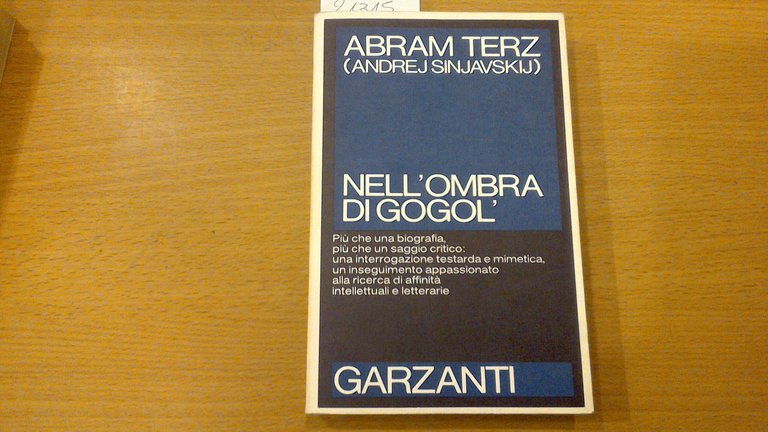 ABRAM TERZ
(ANDREJ SINJAVSKIJ)
NELL'OMBRA
DI GOGOL'
Più che una biografia,
più che un saggio critico:
una interrogazione testarda e mimetica,
un inseguimento appassionato
alla ricerca di affinità
intellettuali e letterarie
GARZANTI